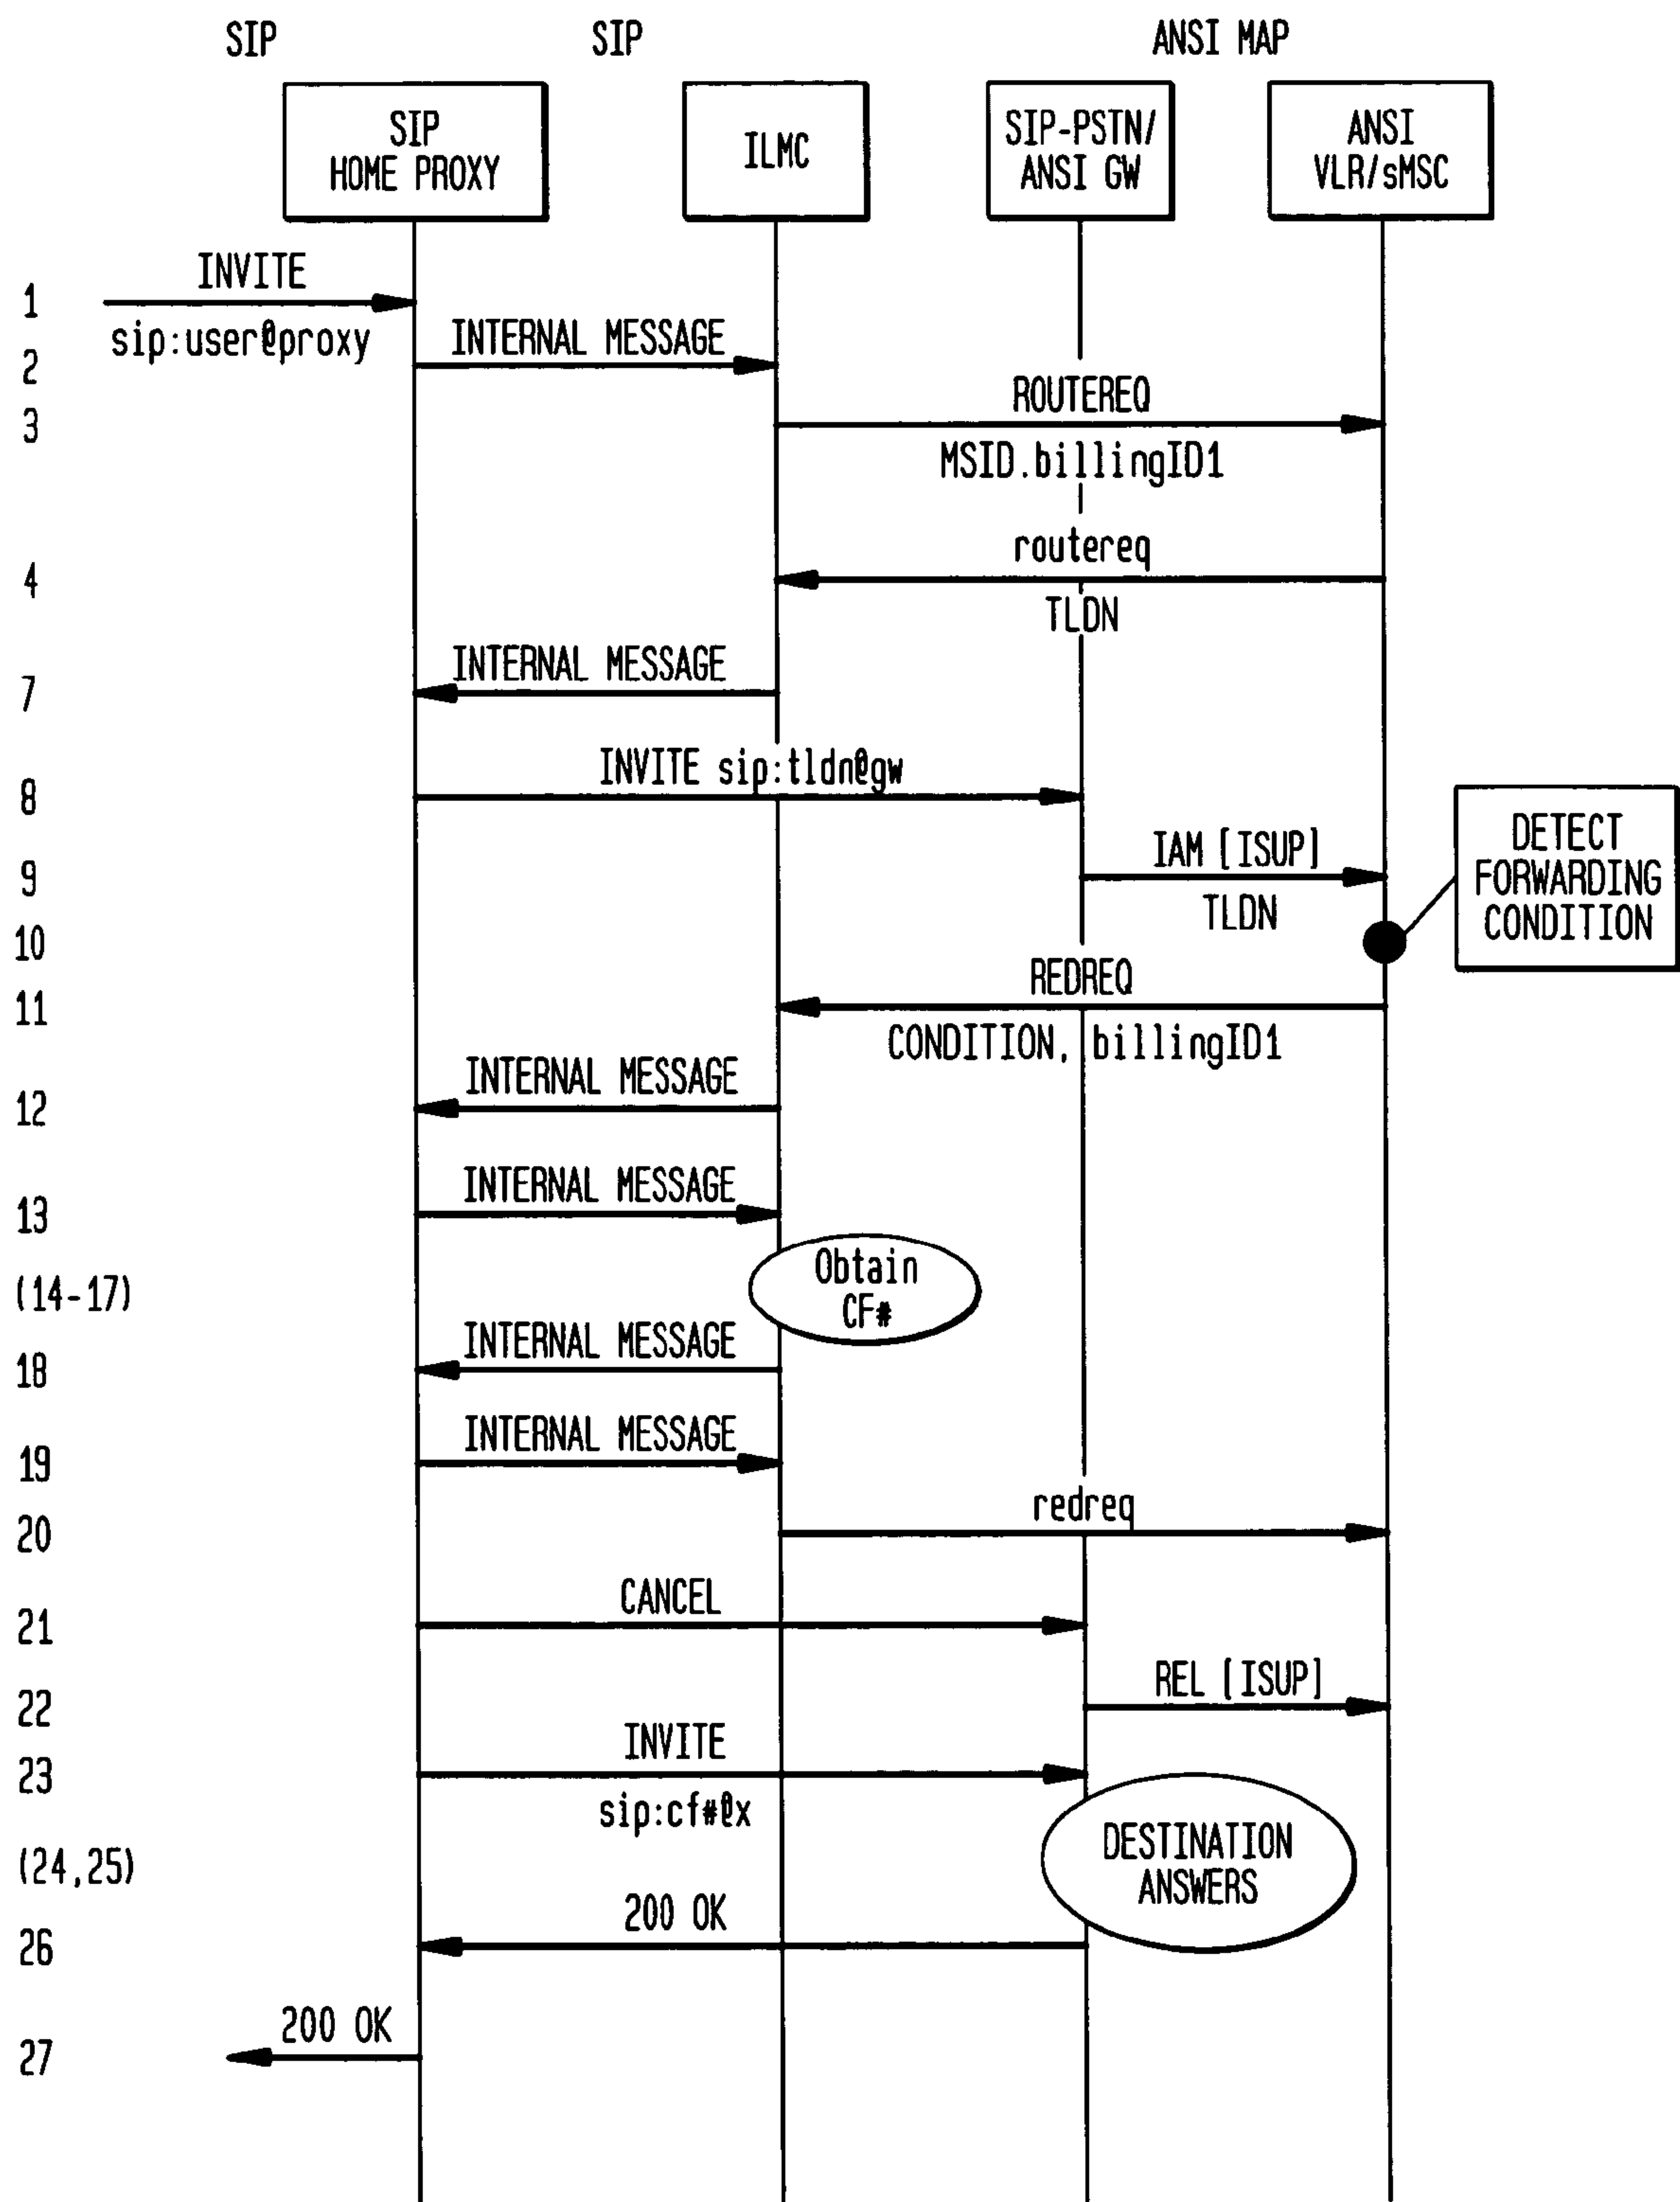 SIP SIP ANSI MAP
SIP
HOME PROXY
ILMC
SIP-PSTN/
ANSI GW
ANSI
VLR/sMSC
INVITE
1
sip:user@proxy
INTERNAL MESSAGE
2
ROUTEREQ
3
MSID.billingID1
routereq
4
TLDN
INTERNAL MESSAGE
7
INVITE sip:tldn@gw
8
DETECT
FORWARDING
CONDITION
IAM [ISUP]
9
TLDN
10
REDREQ
11
CONDITION, billingID1
INTERNAL MESSAGE
12
INTERNAL MESSAGE
13
Obtain
CF#
(14-17)
INTERNAL MESSAGE
18
INTERNAL MESSAGE
19
redreq
20
CANCEL
21
REL [ISUP]
22
INVITE
23
sip:cf#@x
DESTINATION
ANSWERS
(24,25)
200 OK
26
200 OK
27